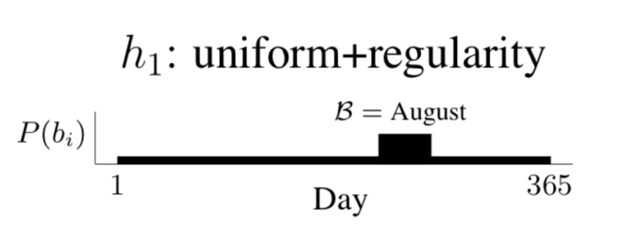 h₁: uniform+regularity
ℬ = August
P(bᵢ)
1 365
Day